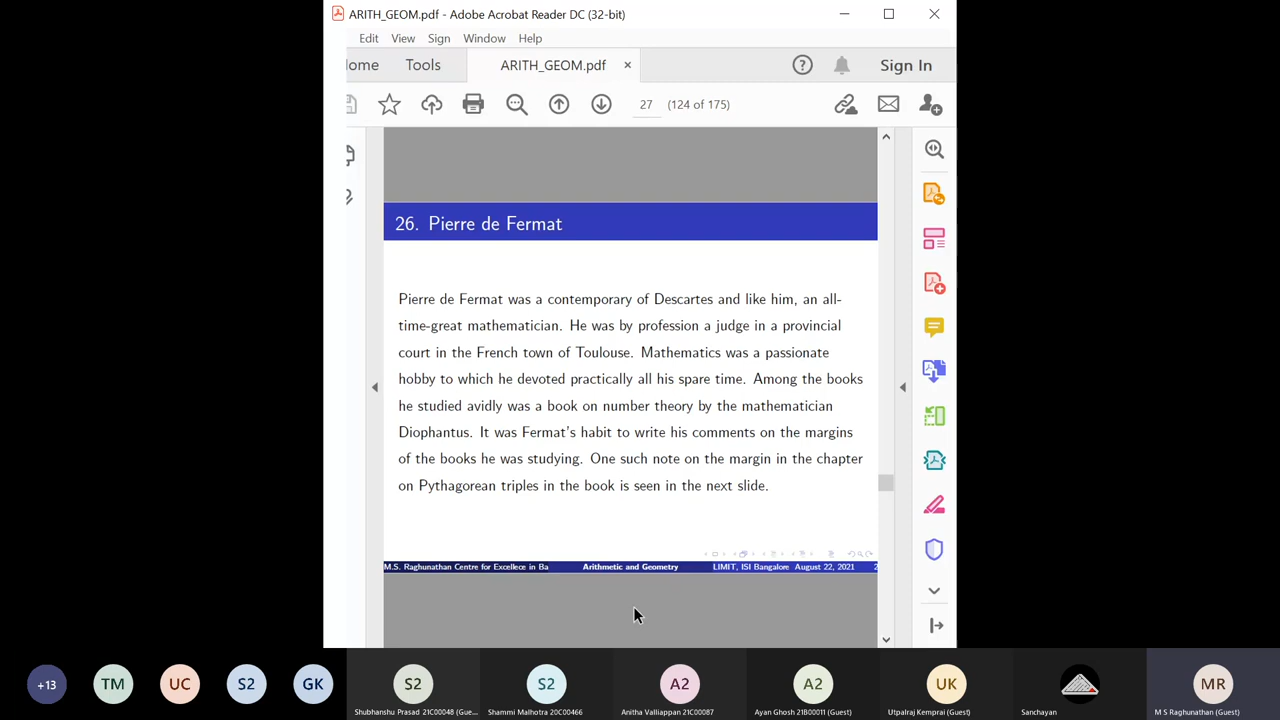 ARITH_GEOM.pdf - Adobe Acrobat Reader DC (32-bit)
Edit View Sign Window Help
ome Tools ARITH_GEOM.pdf × Sign In
27 (124 of 175)
26. Pierre de Fermat
Pierre de Fermat was a contemporary of Descartes and like him, an all-
time-great mathematician. He was by profession a judge in a provincial
court in the French town of Toulouse. Mathematics was a passionate
hobby to which he devoted practically all his spare time. Among the books
he studied avidly was a book on number theory by the mathematician
Diophantus. It was Fermat's habit to write his comments on the margins
of the books he was studying. One such note on the margin in the chapter
on Pythagorean triples in the book is seen in the next slide.
M.S. Raghunathan Centre for Excellece in Ba Arithmetic and Geometry LIMIT, ISI Bangalore August 22, 2021 2
+13 TM UC S2 GK S2 S2 A2 A2 UK MR
Shubhanshu Prasad 21C00048 (Gue... Shammi Malhotra 20C00466 Anitha Valliappan 21C00087 Ayan Ghosh 21B00011 (Guest) Utpalraj Kemprai (Guest) Sanchayan M S Raghunathan (Guest)